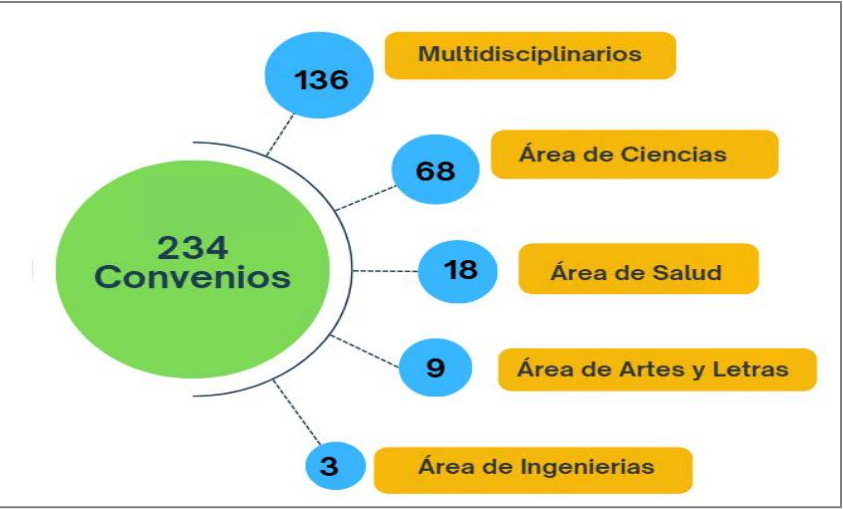 136
Multidisciplinarios
68
Área de Ciencias
234
Convenios
18
Área de Salud
9
Área de Artes y Letras
3
Área de Ingenierias